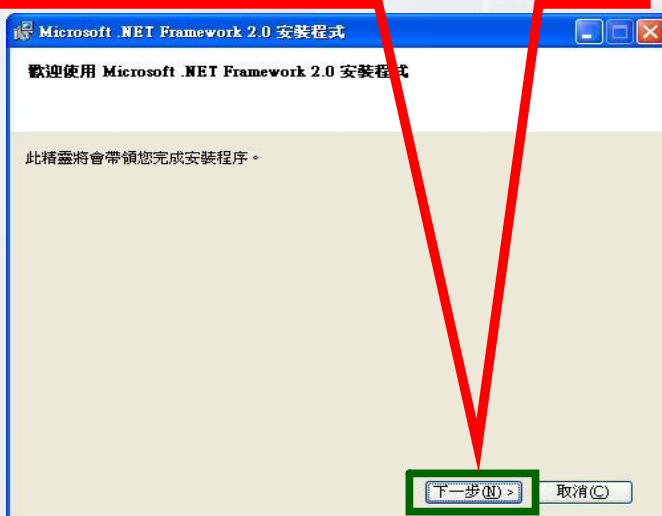 Microsoft .NET Framework 2.0 安裝程式
歡迎使用 Microsoft .NET Framework 2.0 安裝程式
此精靈將會帶領您完成安裝程序。
下一步(N) > 取消(C)